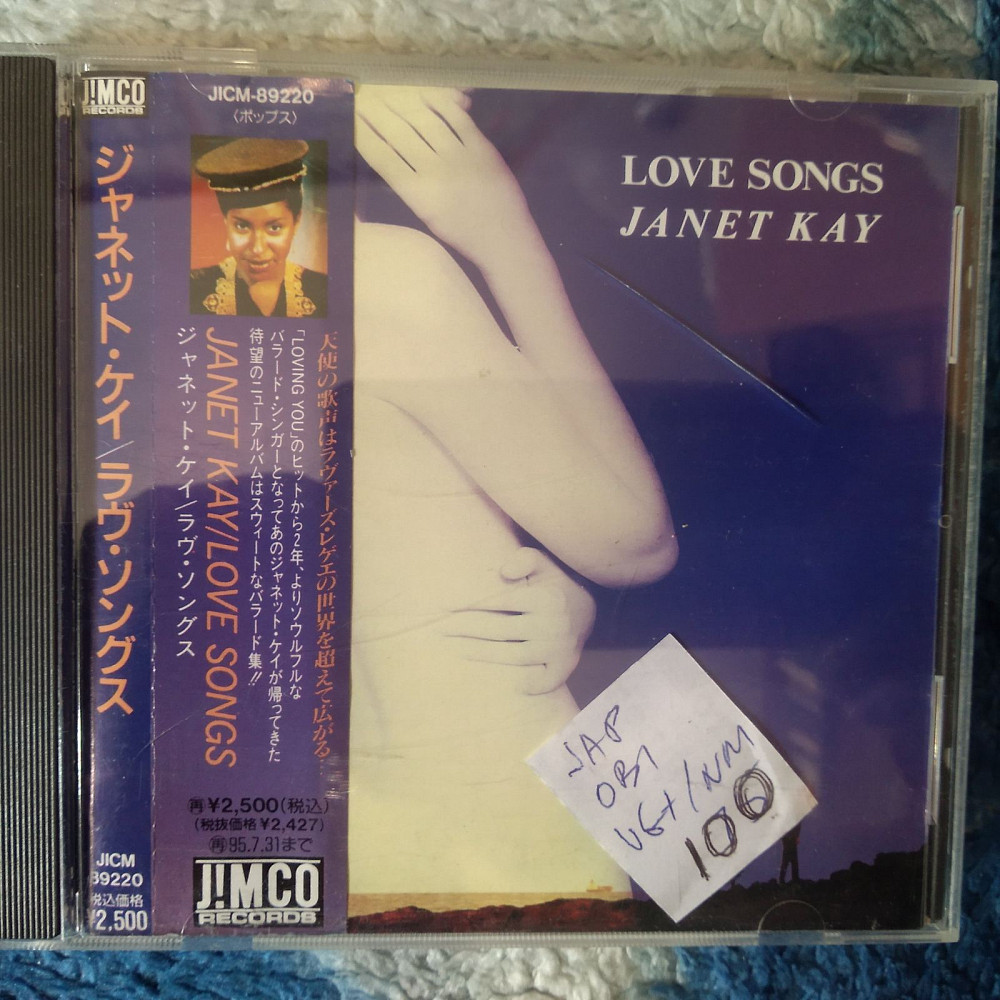 J!MCO
RECORDS
ジャネット・ケイ/ラヴ・ソングス
JICM
89220
税込価格
¥2,500
JICM-89220
〈ポップス〉
天使の歌声はラヴァーズ・レゲエの世界を超えて広がる…
「LOVING YOU」のヒットから2年、よりソウルフルな
バラード・シンガーとなってあのジャネット・ケイが帰ってきた
待望のニューアルバムはスウィートなバラード集!!
JANET KAY/LOVE SONGS
ジャネット・ケイ/ラヴ・ソングス
再¥2,500(税込)
(税抜価格¥2,427)
再95.7.31まで
J!MCO
RECORDS
LOVE SONGS
JANET KAY
JAP
OBI
VG+/NM
100